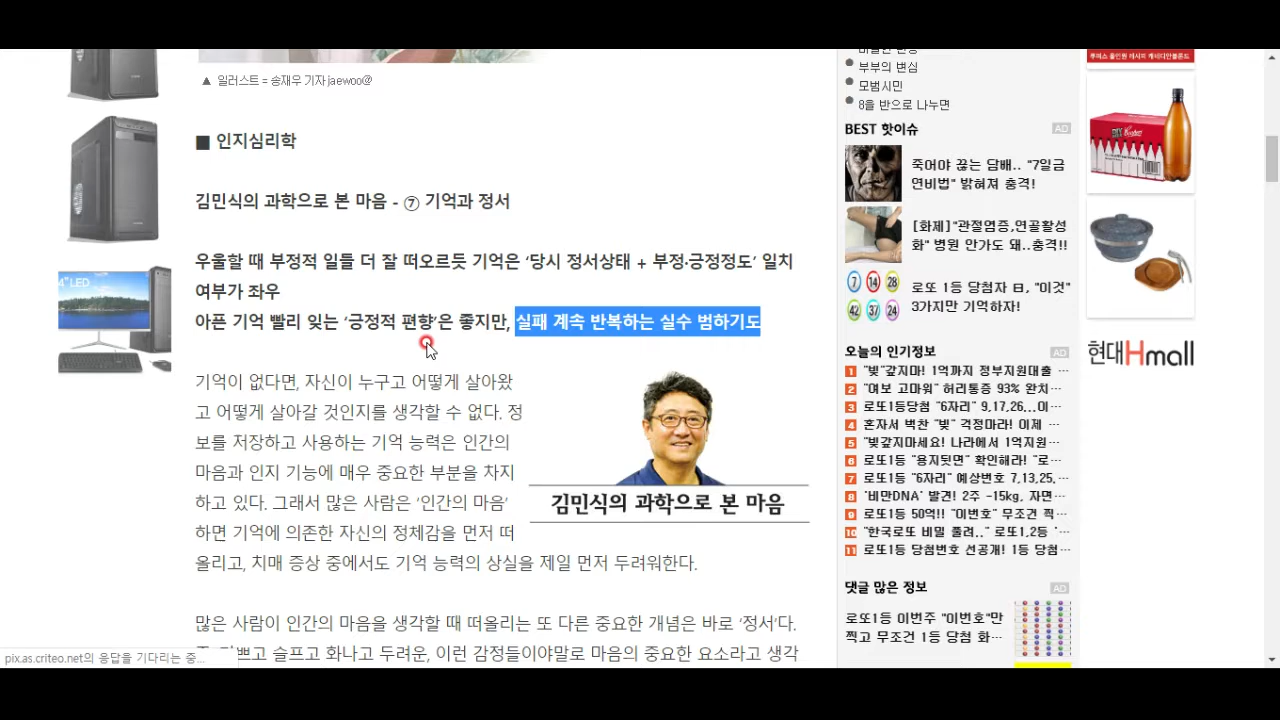 ▲ 일러스트 = 송재우 기자 jaewoo@
■ 인지심리학
김민식의 과학으로 본 마음 - ⑦ 기억과 정서
우울할 때 부정적 일들 더 잘 떠오르듯 기억은 ‘당시 정서상태 + 부정·긍정정도’ 일치
여부가 좌우
아픈 기억 빨리 잊는 ‘긍정적 편향’은 좋지만, 실패 계속 반복하는 실수 범하기도
기억이 없다면, 자신이 누구고 어떻게 살아왔
고 어떻게 살아갈 것인지를 생각할 수 없다. 정
보를 저장하고 사용하는 기억 능력은 인간의
마음과 인지 기능에 매우 중요한 부분을 차지
하고 있다. 그래서 많은 사람은 ‘인간의 마음’
하면 기억에 의존한 자신의 정체감을 먼저 떠
올리고, 치매 증상 중에서도 기억 능력의 상실을 제일 먼저 두려워한다.
김민식의 과학으로 본 마음
많은 사람이 인간의 마음을 생각할 때 떠올리는 또 다른 중요한 개념은 바로 ‘정서’다.
쁘고 슬프고 화나고 두려운, 이런 감정들이야말로 마음의 중요한 요소라고 생각
pix.as.criteo.net의 응답을 기다리는 중...
4" LED
부부의 변심
모범시민
8을 반으로 나누면
BEST 핫이슈
AD
죽어야 끊는 담배.. "7일금
연비법" 밝혀져 충격!
[화제]"관절염증,연골활성
화" 병원 안가도 돼..충격!!
7 14 28
42 37 24
로또 1등 당첨자 曰, "이것"
3가지만 기억하자!
오늘의 인기정보
AD
1 "빚"갚지마! 1억까지 정부지원대출 …
2 "여보 고마워" 허리통증 93% 완치…
3 로또1등당첨 "6자리" 9,17,26...이…
4 혼자서 벅찬 "빚" 걱정마라! 이제 …
5 "빚갚지마세요! 나라에서 1억지원…
6 로또1등 "용지뒷면" 확인해라! "로…
7 로또1등 "6자리" 예상번호 7,13,25,…
8 '비만DNA' 발견! 2주 -15kg, 자면…
9 로또1등 50억!! "이번호" 무조건 찍…
10 "한국로또 비밀 풀려.." 로또1,2등 '…
11 로또1등 당첨번호 선공개! 1등 당첨…
댓글 많은 정보
AD
로또1등 이번주 "이번호"만
찍고 무조건 1등 당첨 화…
현대Hmall